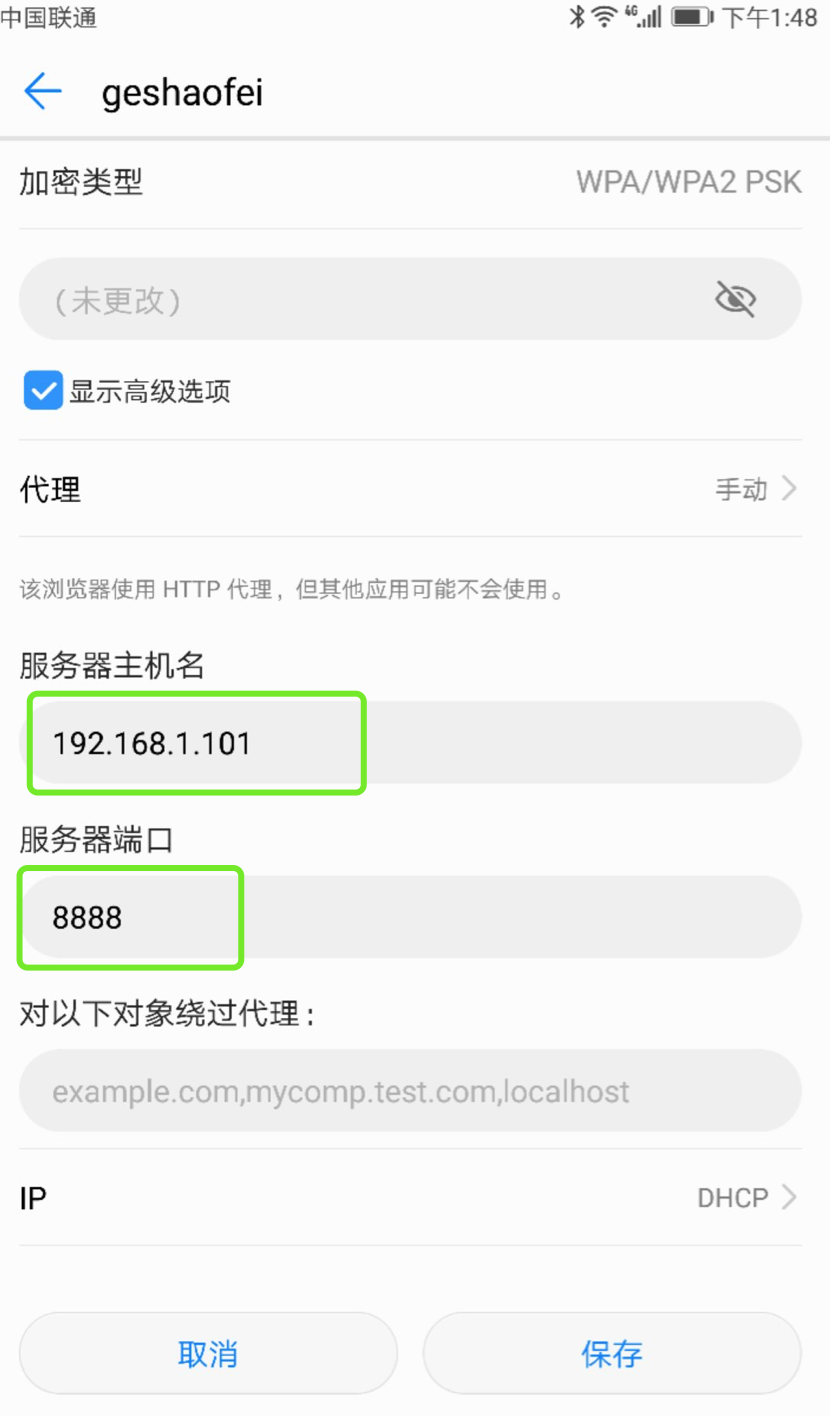 中国联通 4G 下午1:48
geshaofei
加密类型 WPA/WPA2 PSK
(未更改)
显示高级选项
代理 手动
该浏览器使用 HTTP 代理，但其他应用可能不会使用。
服务器主机名
192.168.1.101
服务器端口
8888
对以下对象绕过代理：
example.com,mycomp.test.com,localhost
IP DHCP
取消 保存